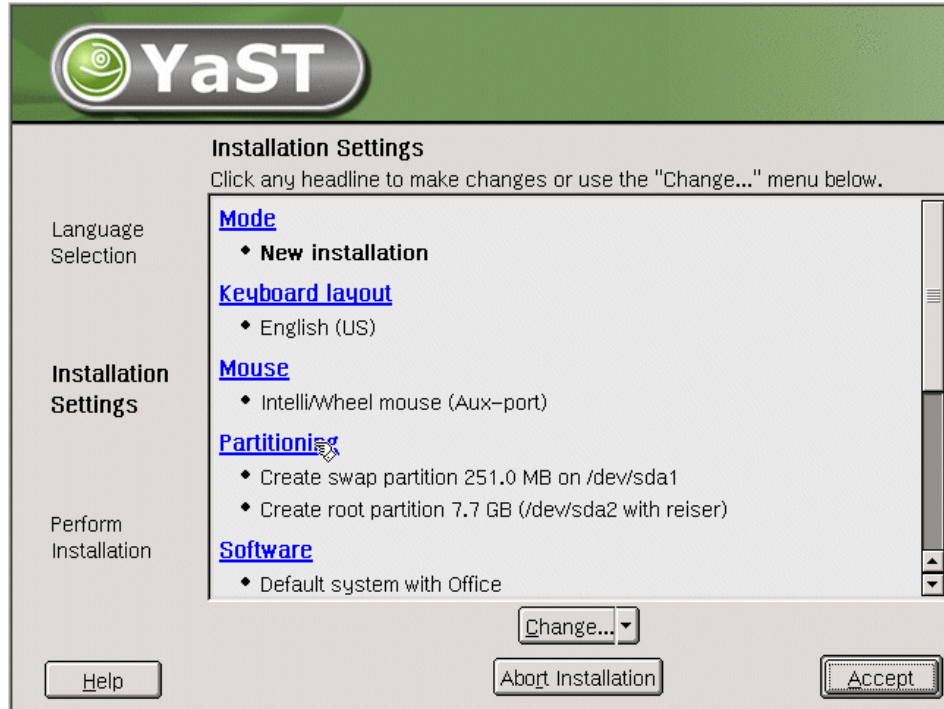 YaST
Installation Settings
Click any headline to make changes or use the "Change..." menu below.
Language
Selection
Installation
Settings
Perform
Installation
Mode
New installation
Keyboard layout
English (US)
Mouse
Intelli/Wheel mouse (Aux-port)
Partitioning
Create swap partition 251.0 MB on /dev/sda1
Create root partition 7.7 GB (/dev/sda2 with reiser)
Software
Default system with Office
Change...
Help
Abort Installation
Accept